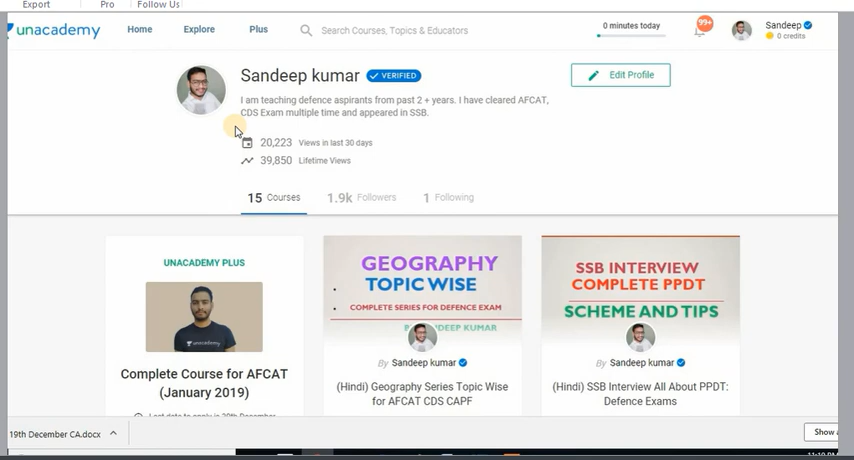 Export Pro Follow Us
unacademy Home Explore Plus Search Courses, Topics & Educators 0 minutes today 99+ Sandeep
0 credits
Sandeep kumar VERIFIED Edit Profile
I am teaching defence aspirants from past 2 + years. I have cleared AFCAT,
CDS Exam multiple time and appeared in SSB.
20,223 Views in last 30 days
39,850 Lifetime Views
15 Courses 1.9k Followers 1 Following
UNACADEMY PLUS
unacademy
Complete Course for AFCAT
(January 2019)
GEOGRAPHY
TOPIC WISE
COMPLETE SERIES FOR DEFENCE EXAM
By Sandeep kumar
(Hindi) Geography Series Topic Wise
for AFCAT CDS CAPF
SSB INTERVIEW
COMPLETE PPDT
SCHEME AND TIPS
By Sandeep kumar
(Hindi) SSB Interview All About PPDT:
Defence Exams
19th December CA.docx Show